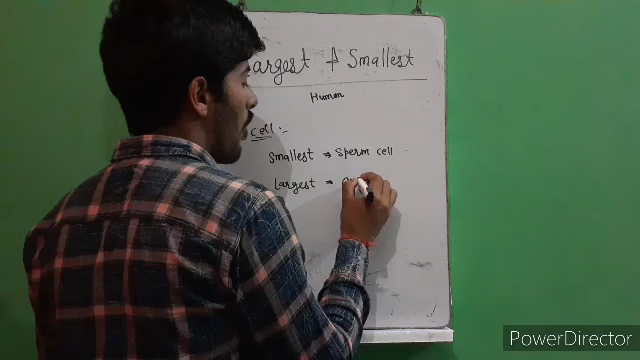 argest & Smallest
Human
cell :-
Smallest ⇒ Sperm cell
Largest ⇒
PowerDirector